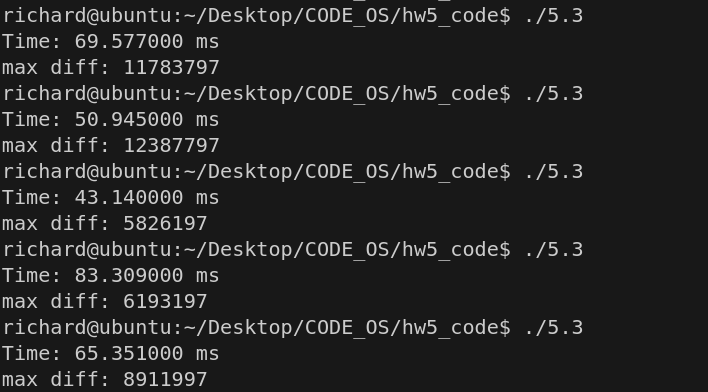 richard@ubuntu:~/Desktop/CODE_OS/hw5_code$ ./5.3
Time: 69.577000 ms
max diff: 11783797
richard@ubuntu:~/Desktop/CODE_OS/hw5_code$ ./5.3
Time: 50.945000 ms
max diff: 12387797
richard@ubuntu:~/Desktop/CODE_OS/hw5_code$ ./5.3
Time: 43.140000 ms
max diff: 5826197
richard@ubuntu:~/Desktop/CODE_OS/hw5_code$ ./5.3
Time: 83.309000 ms
max diff: 6193197
richard@ubuntu:~/Desktop/CODE_OS/hw5_code$ ./5.3
Time: 65.351000 ms
max diff: 8911997